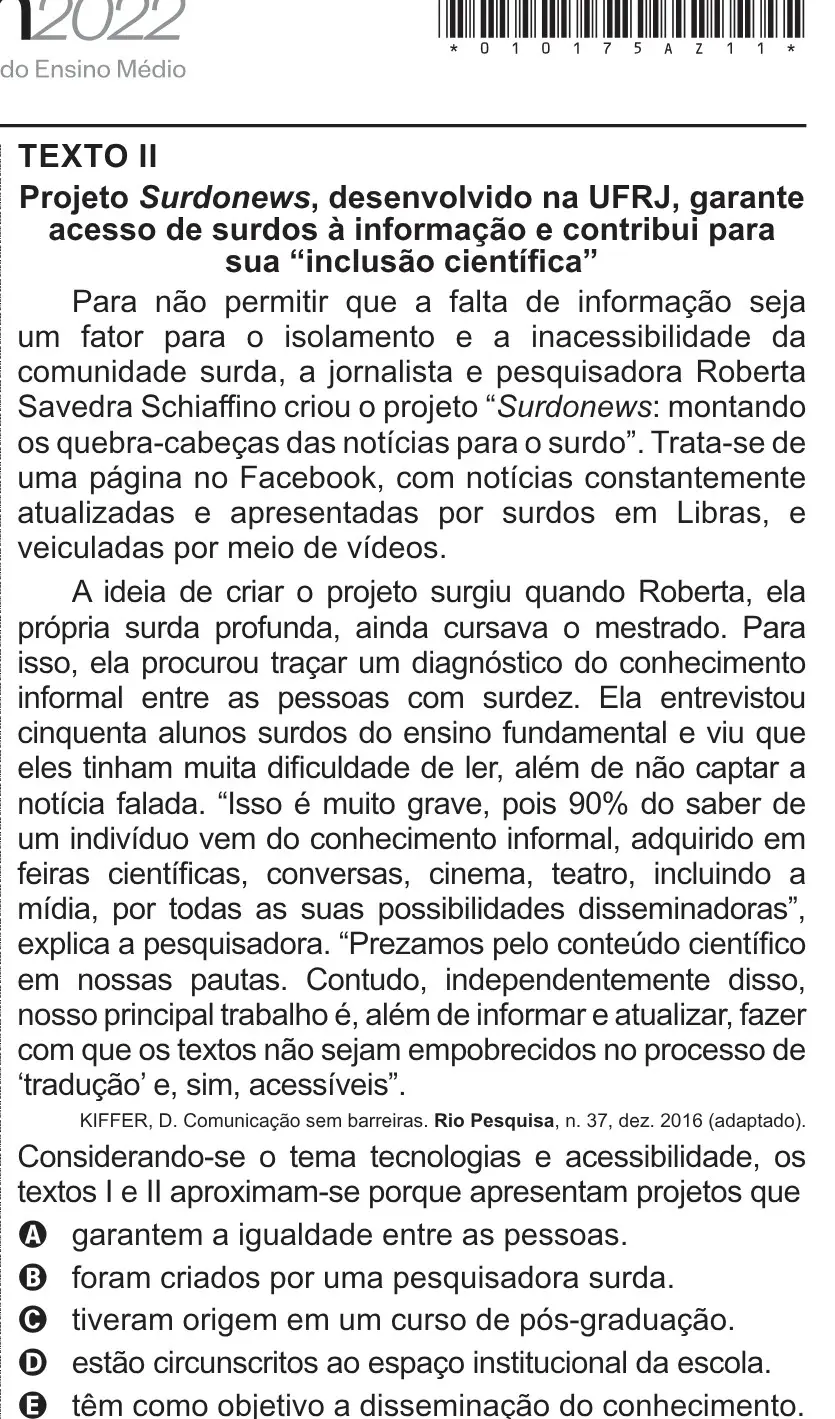 2022
do Ensino Médio
*010175AZ11*
TEXTO II
Projeto Surdonews, desenvolvido na UFRJ, garante
acesso de surdos à informação e contribui para
sua “inclusão científica”
Para não permitir que a falta de informação seja
um fator para o isolamento e a inacessibilidade da
comunidade surda, a jornalista e pesquisadora Roberta
Savedra Schiaffino criou o projeto “Surdonews: montando
os quebra-cabeças das notícias para o surdo”. Trata-se de
uma página no Facebook, com notícias constantemente
atualizadas e apresentadas por surdos em Libras, e
veiculadas por meio de vídeos.
A ideia de criar o projeto surgiu quando Roberta, ela
própria surda profunda, ainda cursava o mestrado. Para
isso, ela procurou traçar um diagnóstico do conhecimento
informal entre as pessoas com surdez. Ela entrevistou
cinquenta alunos surdos do ensino fundamental e viu que
eles tinham muita dificuldade de ler, além de não captar a
notícia falada. “Isso é muito grave, pois 90% do saber de
um indivíduo vem do conhecimento informal, adquirido em
feiras científicas, conversas, cinema, teatro, incluindo a
mídia, por todas as suas possibilidades disseminadoras”,
explica a pesquisadora. “Prezamos pelo conteúdo científico
em nossas pautas. Contudo, independentemente disso,
nosso principal trabalho é, além de informar e atualizar, fazer
com que os textos não sejam empobrecidos no processo de
‘tradução’ e, sim, acessíveis”.
KIFFER, D. Comunicação sem barreiras. Rio Pesquisa, n. 37, dez. 2016 (adaptado).
Considerando-se o tema tecnologias e acessibilidade, os
textos I e II aproximam-se porque apresentam projetos que
A garantem a igualdade entre as pessoas.
B foram criados por uma pesquisadora surda.
C tiveram origem em um curso de pós-graduação.
D estão circunscritos ao espaço institucional da escola.
E têm como objetivo a disseminação do conhecimento.